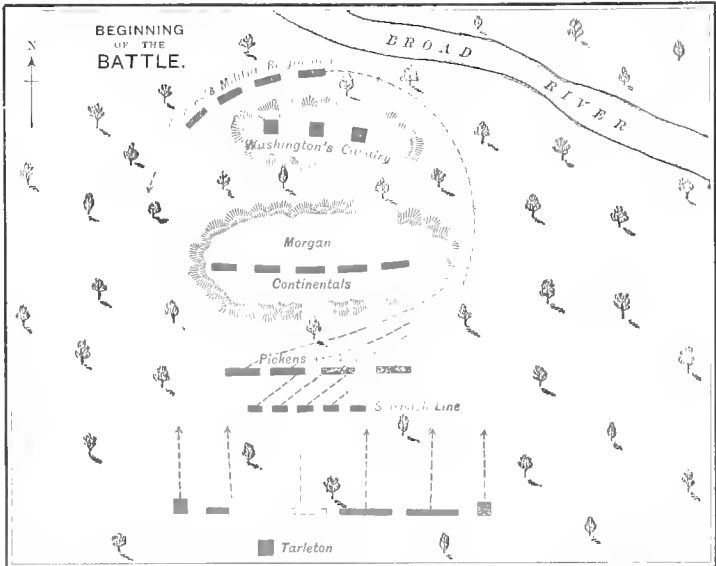 BEGINNING
OF THE
BATTLE.
N
BROAD
RIVER
Washington's Cavalry
Morgan
Continentals
Pickens
Line
Tarleton